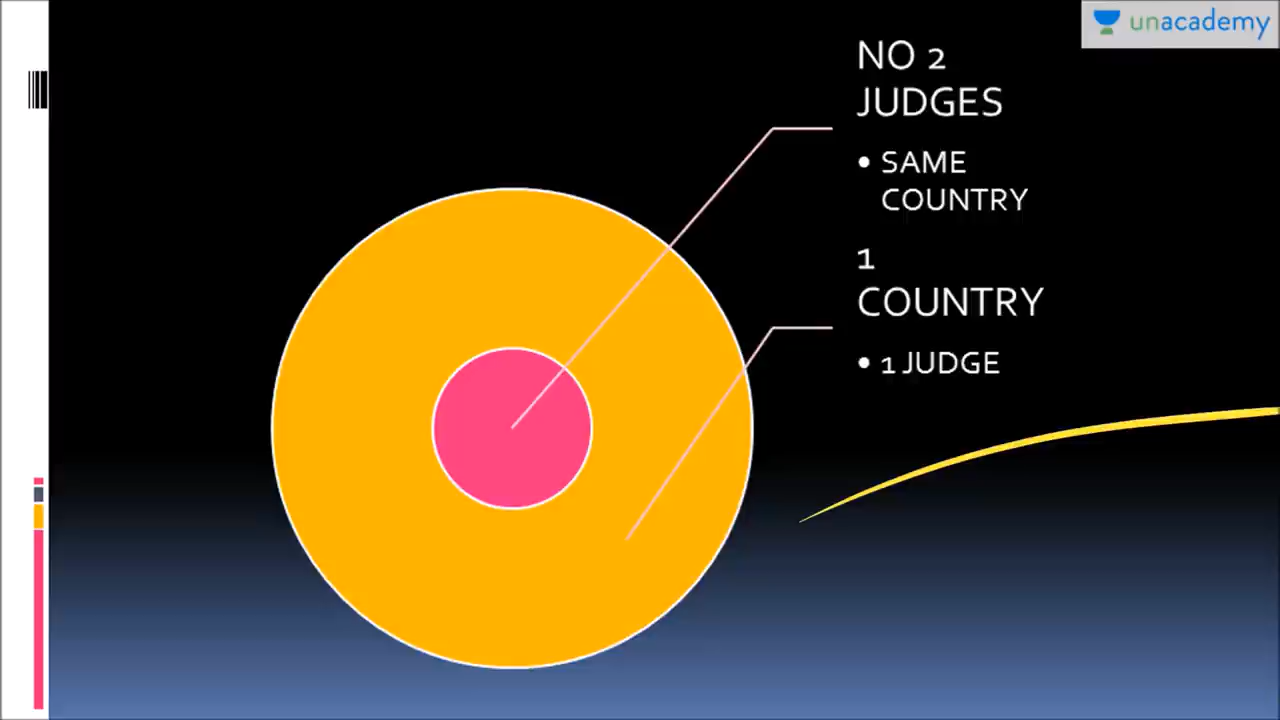 unacademy
NO 2
JUDGES
• SAME
COUNTRY
1
COUNTRY
• 1 JUDGE